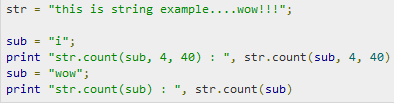 str = "this is string example....wow!!!";
sub = "i";
print "str.count(sub, 4, 40) : ", str.count(sub, 4, 40)
sub = "wow";
print "str.count(sub) : ", str.count(sub)